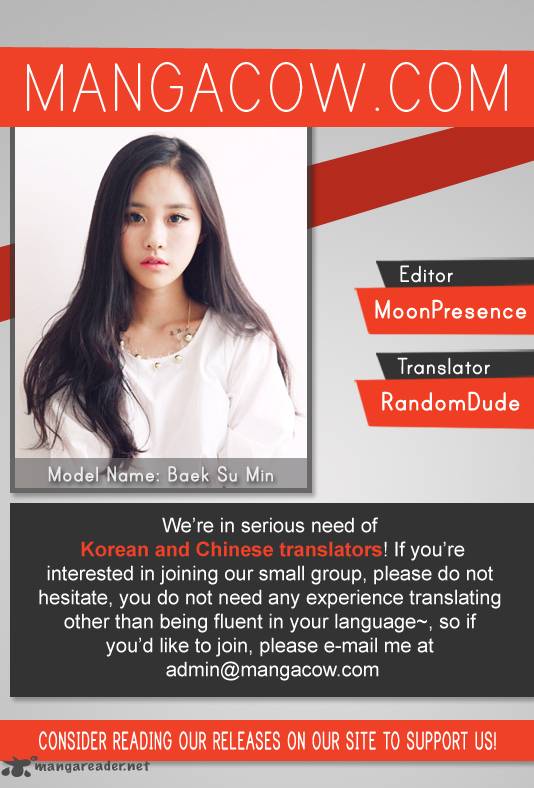 MANGACOW.COM
Editor
MoonPresence
Translator
RandomDude
Model Name: Baek Su Min
We're in serious need of
Korean and Chinese translators! If you're
interested in joining our small group, please do not
hesitate, you do not need any experience translating
other than being fluent in your language~, so if
you'd like to join, please e-mail me at
admin@mangacow.com
CONSIDER READING OUR RELEASES ON OUR SITE TO SUPPORT US!
mangareader.net